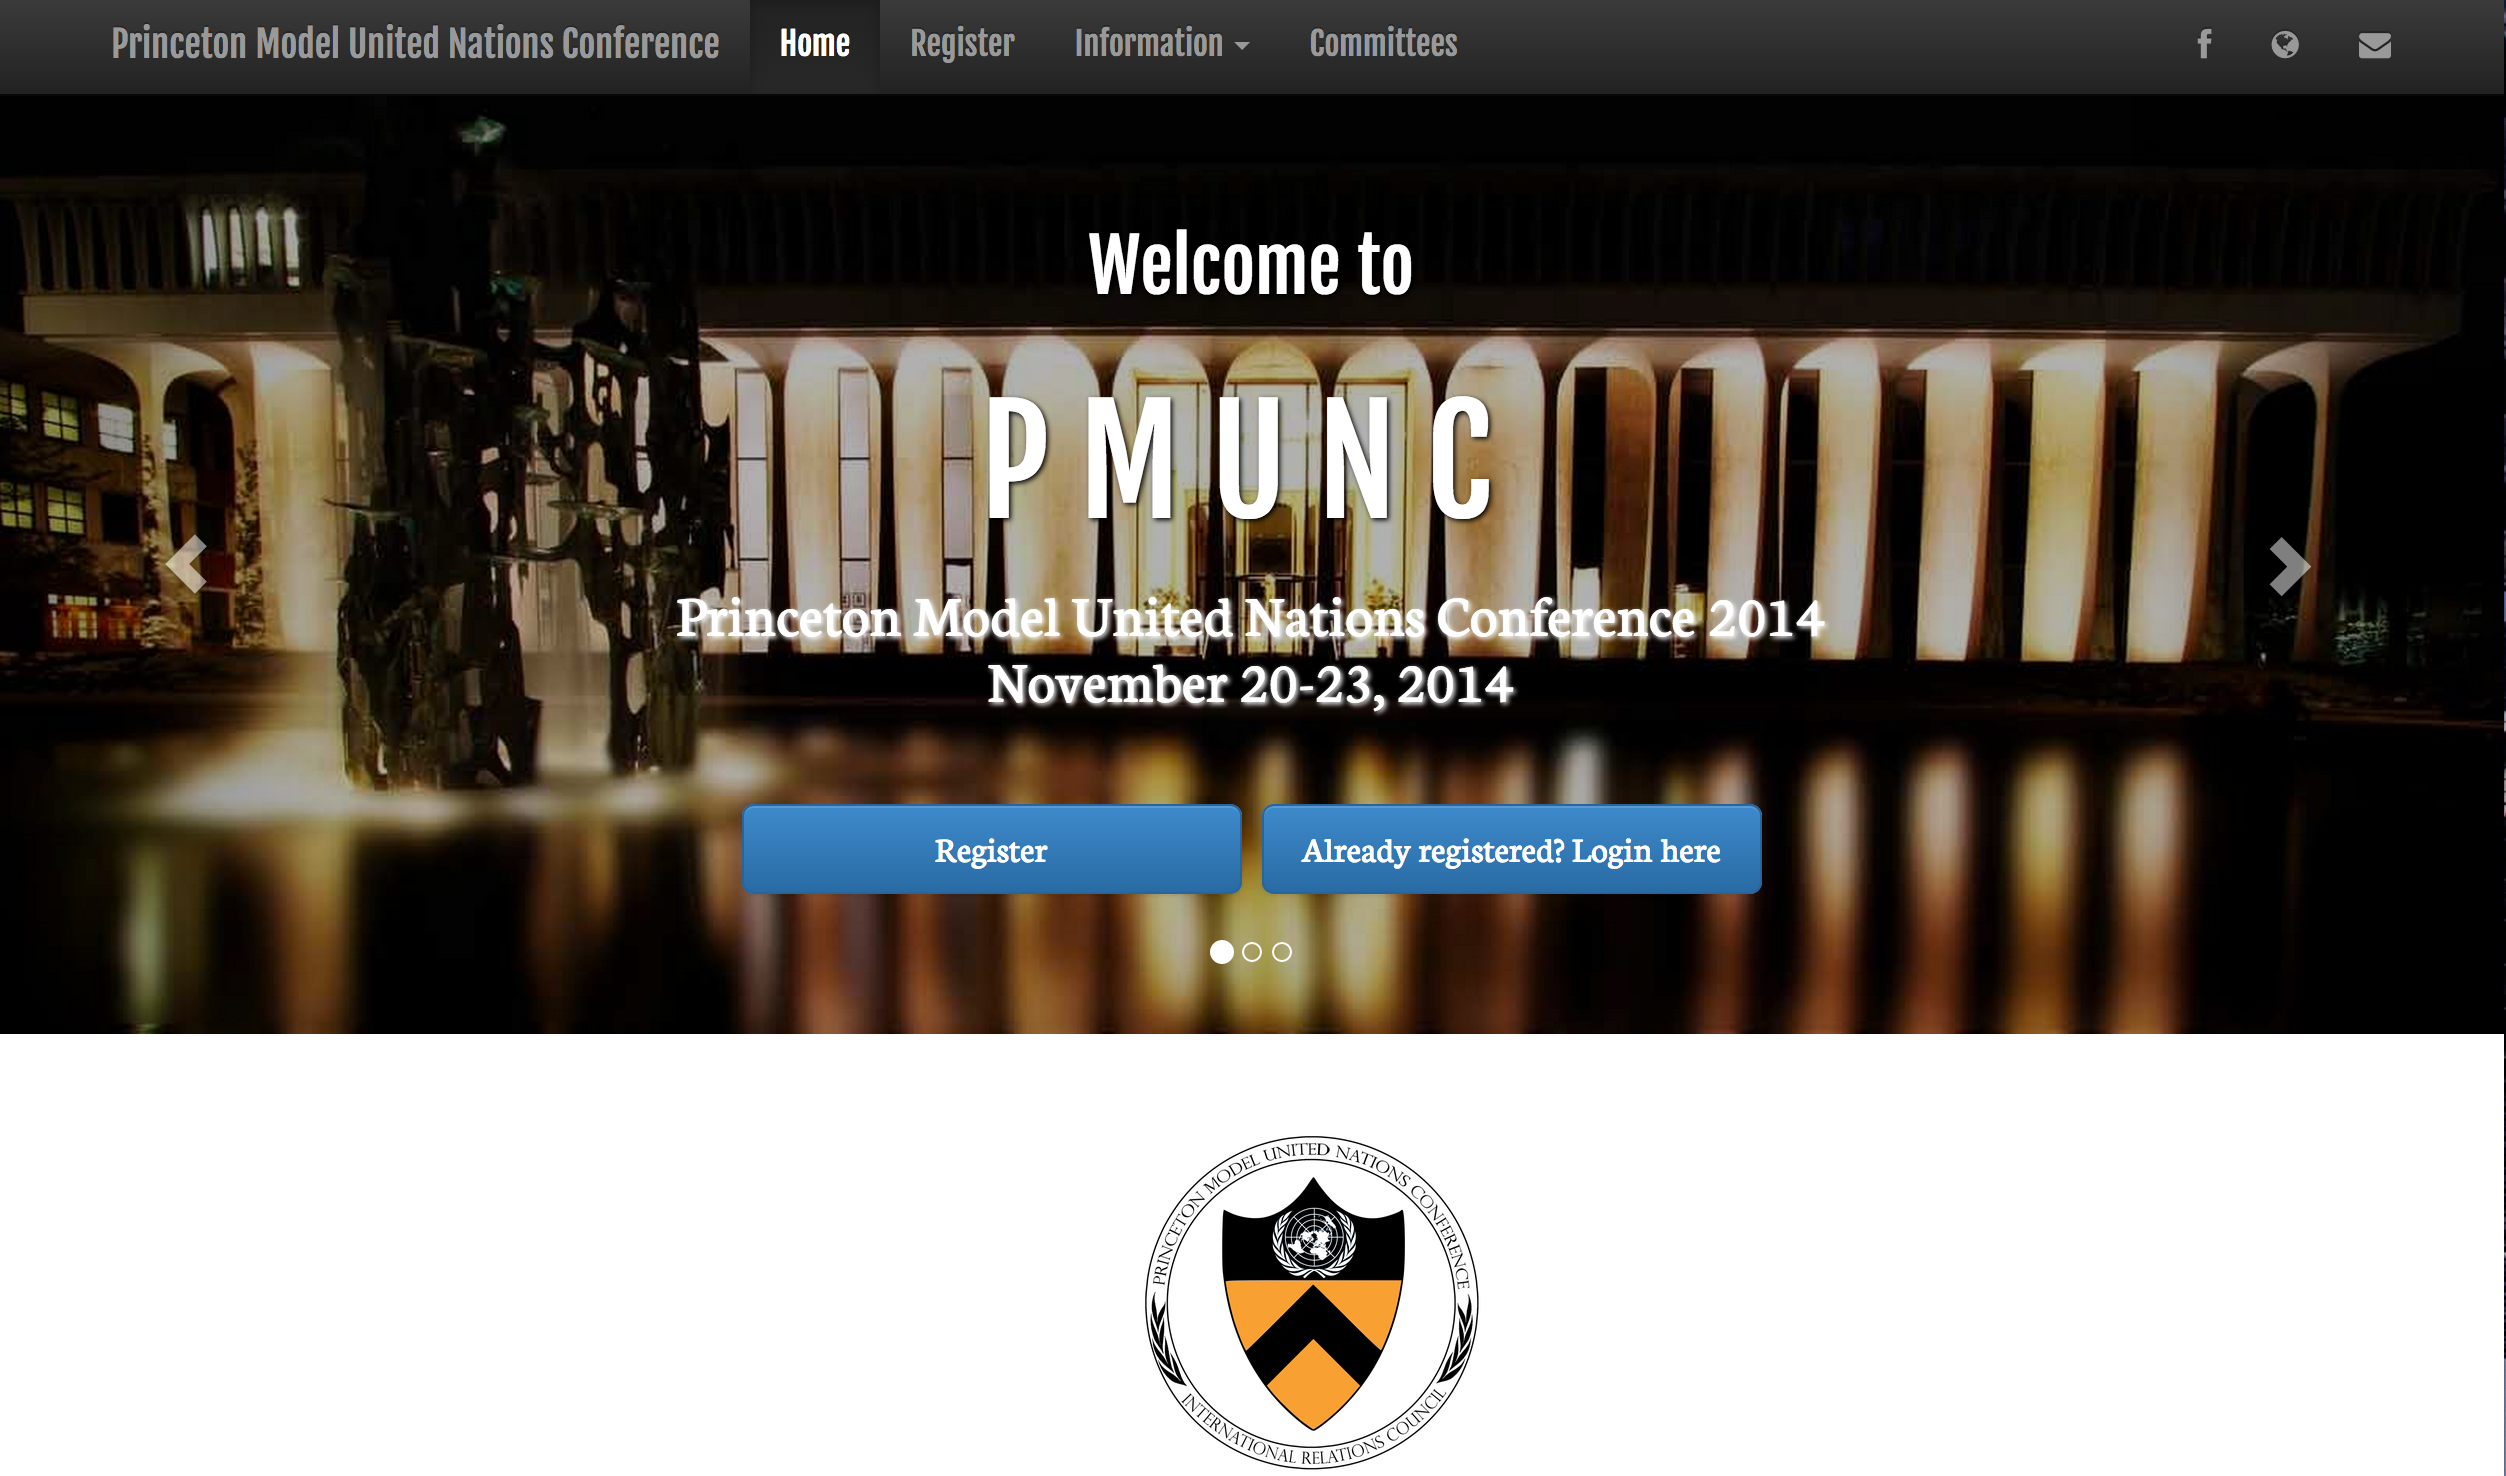 Princeton Model United Nations Conference Home Register Information Committees
Welcome to
PMUNC
Princeton Model United Nations Conference 2014
November 20-23, 2014
Register Already registered? Login here
PRINCETON MODEL UNITED NATIONS CONFERENCE
INTERNATIONAL RELATIONS COUNCIL